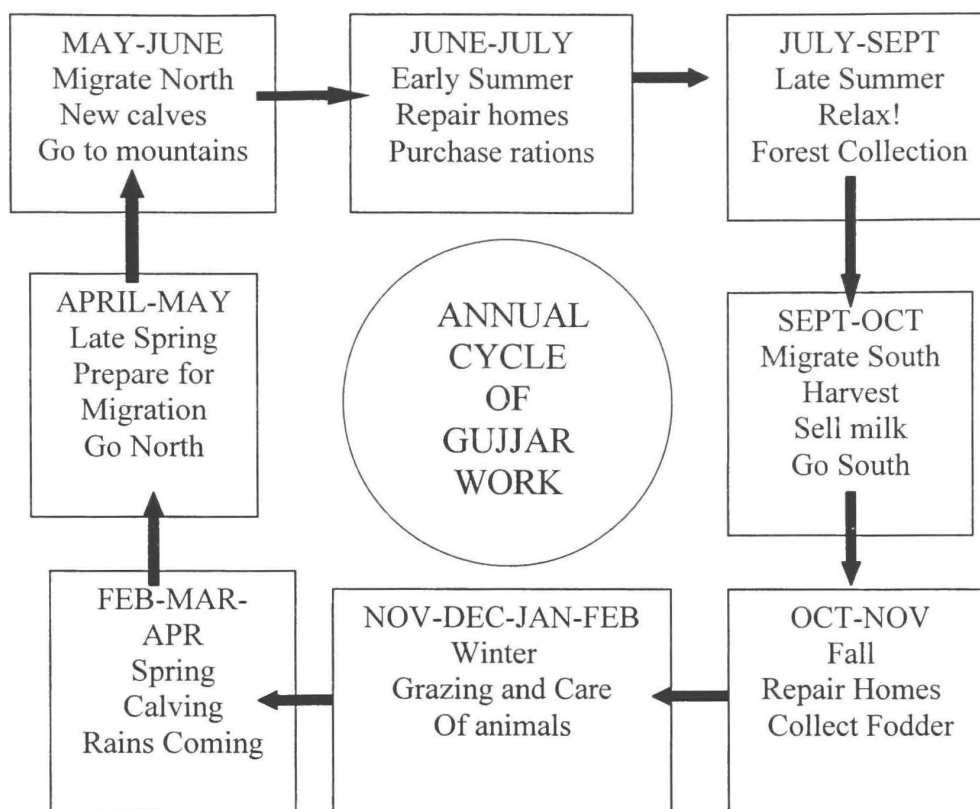 MAY-JUNE
Migrate North
New calves
Go to mountains
JUNE-JULY
Early Summer
Repair homes
Purchase rations
JULY-SEPT
Late Summer
Relax!
Forest Collection
APRIL-MAY
Late Spring
Prepare for
Migration
Go North
ANNUAL
CYCLE
OF
GUJJAR
WORK
SEPT-OCT
Migrate South
Harvest
Sell milk
Go South
FEB-MAR-
APR
Spring
Calving
Rains Coming
NOV-DEC-JAN-FEB
Winter
Grazing and Care
Of animals
OCT-NOV
Fall
Repair Homes
Collect Fodder